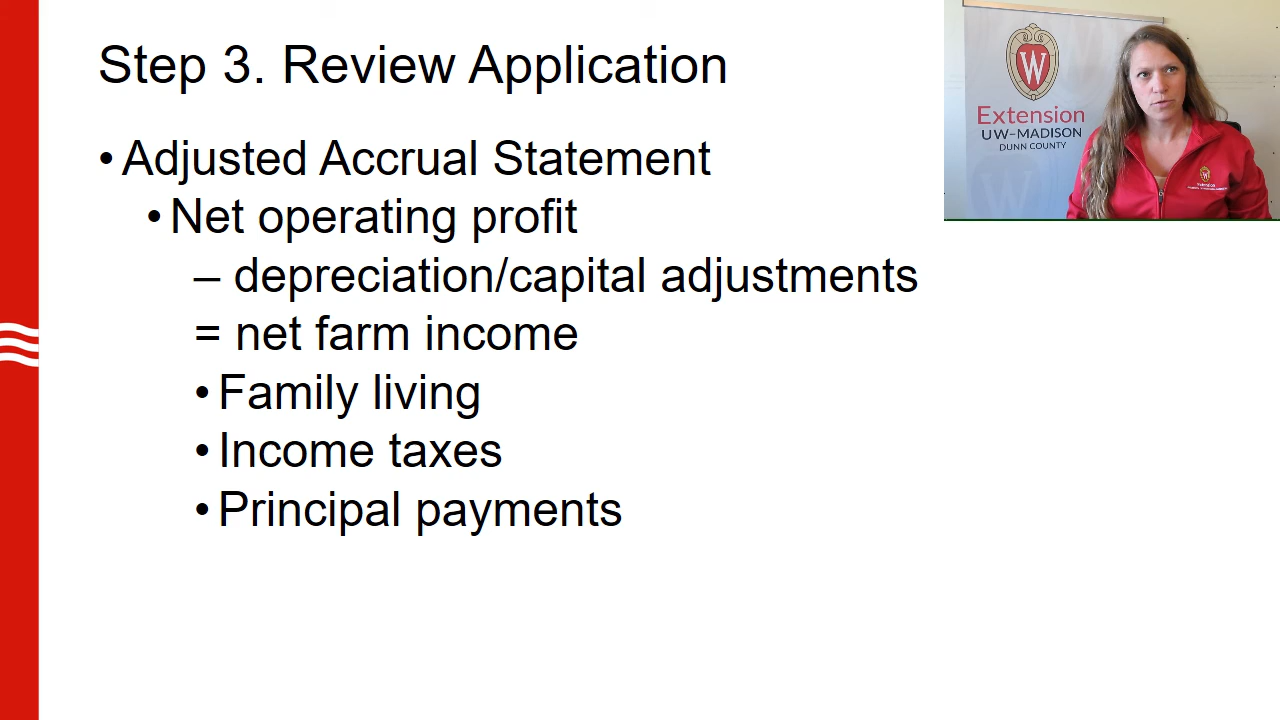 Step 3. Review Application
• Adjusted Accrual Statement
• Net operating profit
– depreciation/capital adjustments
= net farm income
• Family living
• Income taxes
• Principal payments
W
Extension
UW–MADISON
DUNN COUNTY
W
Extension